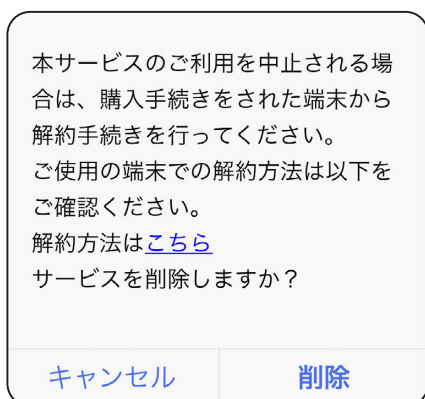 本サービスのご利用を中止される場
合は、購入手続きをされた端末から
解約手続きを行ってください。
ご使用の端末での解約方法は以下を
ご確認ください。
解約方法はこちら
サービスを削除しますか？
キャンセル
削除